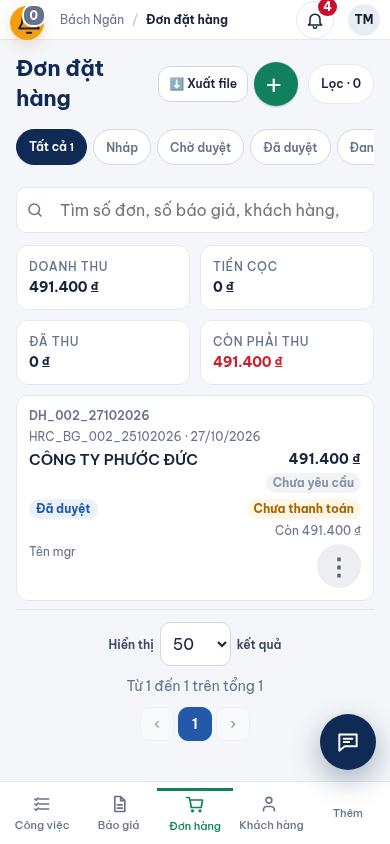 0
Bách Ngân / Đơn đặt hàng
4
TM
Đơn đặt hàng
⬇️ Xuất file
+
Lọc · 0
Tất cả 1
Nháp
Chờ duyệt
Đã duyệt
Đan
Tìm số đơn, số báo giá, khách hàng,
DOANH THU
491.400 ₫
TIỀN CỌC
0 ₫
ĐÃ THU
0 ₫
CÒN PHẢI THU
491.400 ₫
DH_002_27102026
HRC_BG_002_25102026 · 27/10/2026
CÔNG TY PHƯỚC ĐỨC
491.400 ₫
Chưa yêu cầu
Đã duyệt
Chưa thanh toán
Còn 491.400 ₫
Tên mgr
Hiển thị 50 kết quả
Từ 1 đến 1 trên tổng 1
‹ 1 ›
Công việc
Báo giá
Đơn hàng
Khách hàng
Thêm